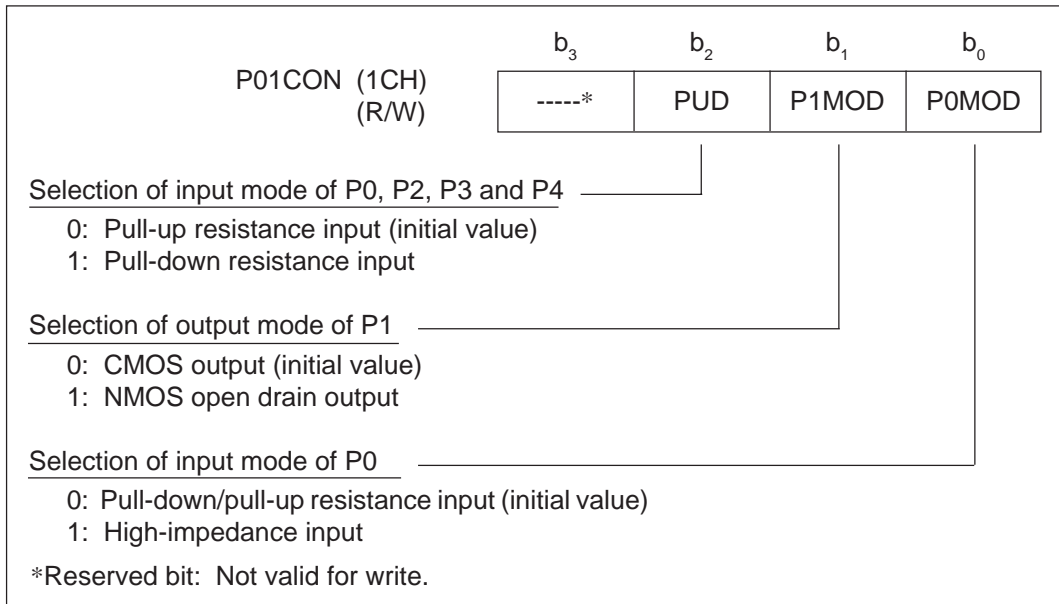 b3 b2 b1 b0
P01CON (1CH)
(R/W)
-----* PUD P1MOD P0MOD
Selection of input mode of P0, P2, P3 and P4
0: Pull-up resistance input (initial value)
1: Pull-down resistance input
Selection of output mode of P1
0: CMOS output (initial value)
1: NMOS open drain output
Selection of input mode of P0
0: Pull-down/pull-up resistance input (initial value)
1: High-impedance input
*Reserved bit: Not valid for write.